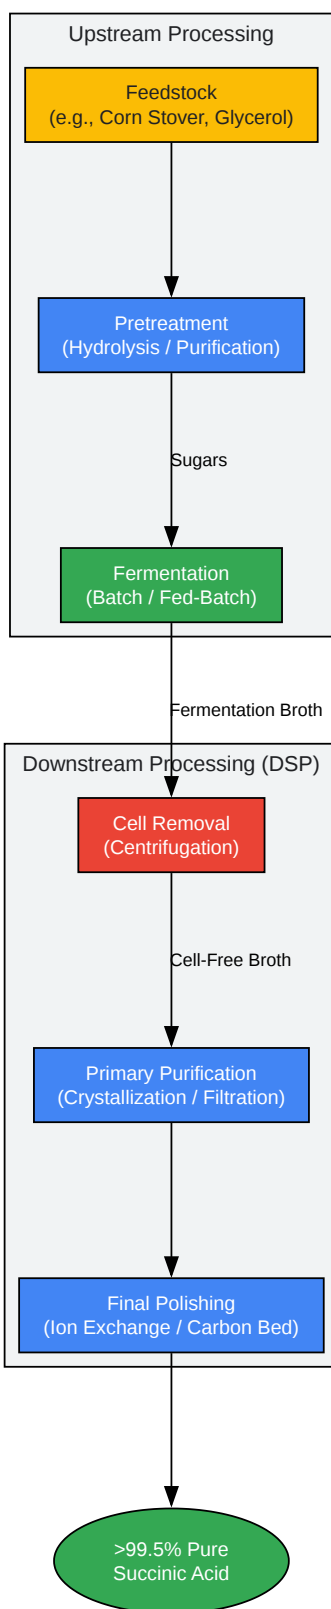 Upstream Processing
Feedstock
(e.g., Corn Stover, Glycerol)
Pretreatment
(Hydrolysis / Purification)
Sugars
Fermentation
(Batch / Fed-Batch)
Fermentation Broth
Downstream Processing (DSP)
Cell Removal
(Centrifugation)
Cell-Free Broth
Primary Purification
(Crystallization / Filtration)
Final Polishing
(Ion Exchange / Carbon Bed)
>99.5% Pure
Succinic Acid